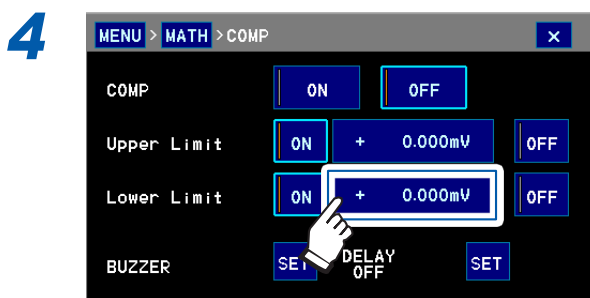 4
MENU > MATH > COMP ×
COMP ON OFF
Upper Limit ON + 0.000mV OFF
Lower Limit ON + 0.000mV OFF
BUZZER SET DELAY OFF SET